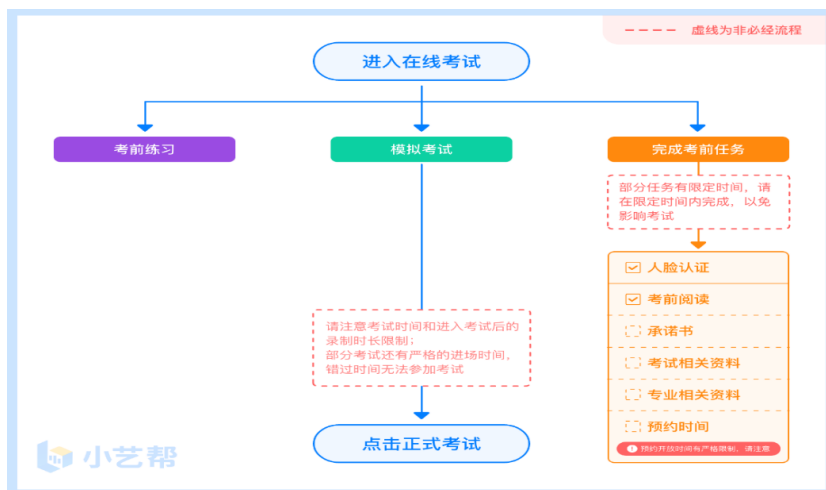 虚线为非必经流程
进入在线考试
考前练习
模拟考试
完成考前任务
部分任务有限定时间，请
在限定时间内完成，以免
影响考试
人脸认证
考前阅读
承诺书
考试相关资料
专业相关资料
预约时间
预约开放时间有严格限制，请注意
请注意考试时间和进入考试后的
录制时长限制；
部分考试还有严格的进场时间，
错过时间无法参加考试
点击正式考试
小艺帮